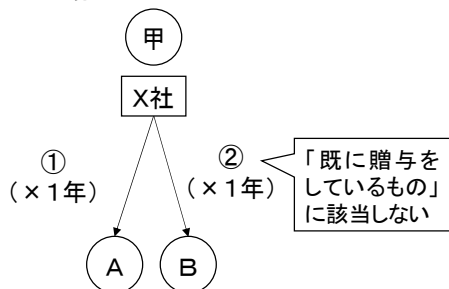 甲
X社
①
(×1年)
②
(×1年)
「既に贈与を
しているもの」
に該当しない
A
B